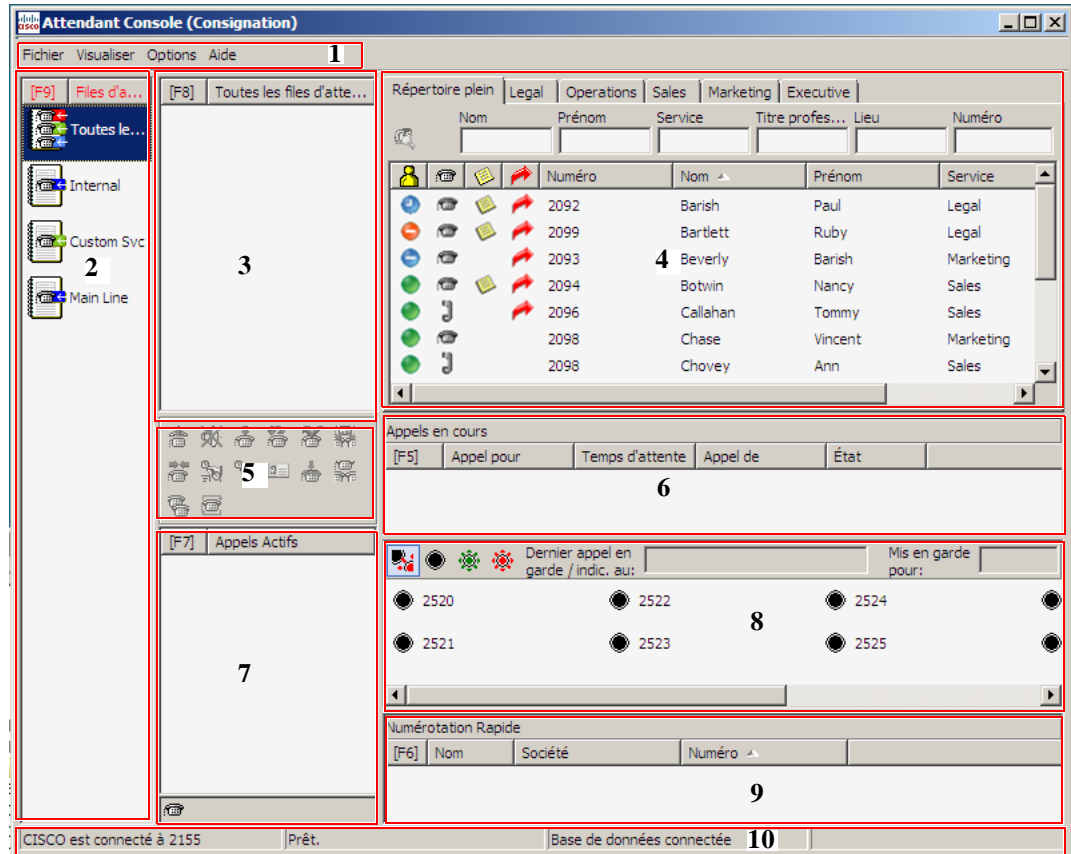 CISCO Attendant Console (Consignation)
Fichier Visualiser Options Aide 1
[F9] Files d'a...
Toutes le...
Internal
Custom Svc
2
Main Line
[F8] Toutes les files d'atte...
3
Répertoire plein Legal Operations Sales Marketing Executive
Nom Prénom Service Titre profes... Lieu Numéro
Numéro Nom Prénom Service
2092 Barish Paul Legal
2099 Bartlett Ruby Legal
2093 4 Beverly Barish Marketing
2094 Botwin Nancy Sales
2096 Callahan Tommy Sales
2098 Chase Vincent Marketing
2098 Chovey Ann Sales
5
Appels en cours
[F5] Appel pour Temps d'attente Appel de État
6
[F7] Appels Actifs
7
Dernier appel en
garde / indic. au:
Mis en garde
pour:
2520 2522 2524
8
2521 2523 2525
Numérotation Rapide
[F6] Nom Société Numéro
9
CISCO est connecté à 2155 Prêt. Base de données connectée 10